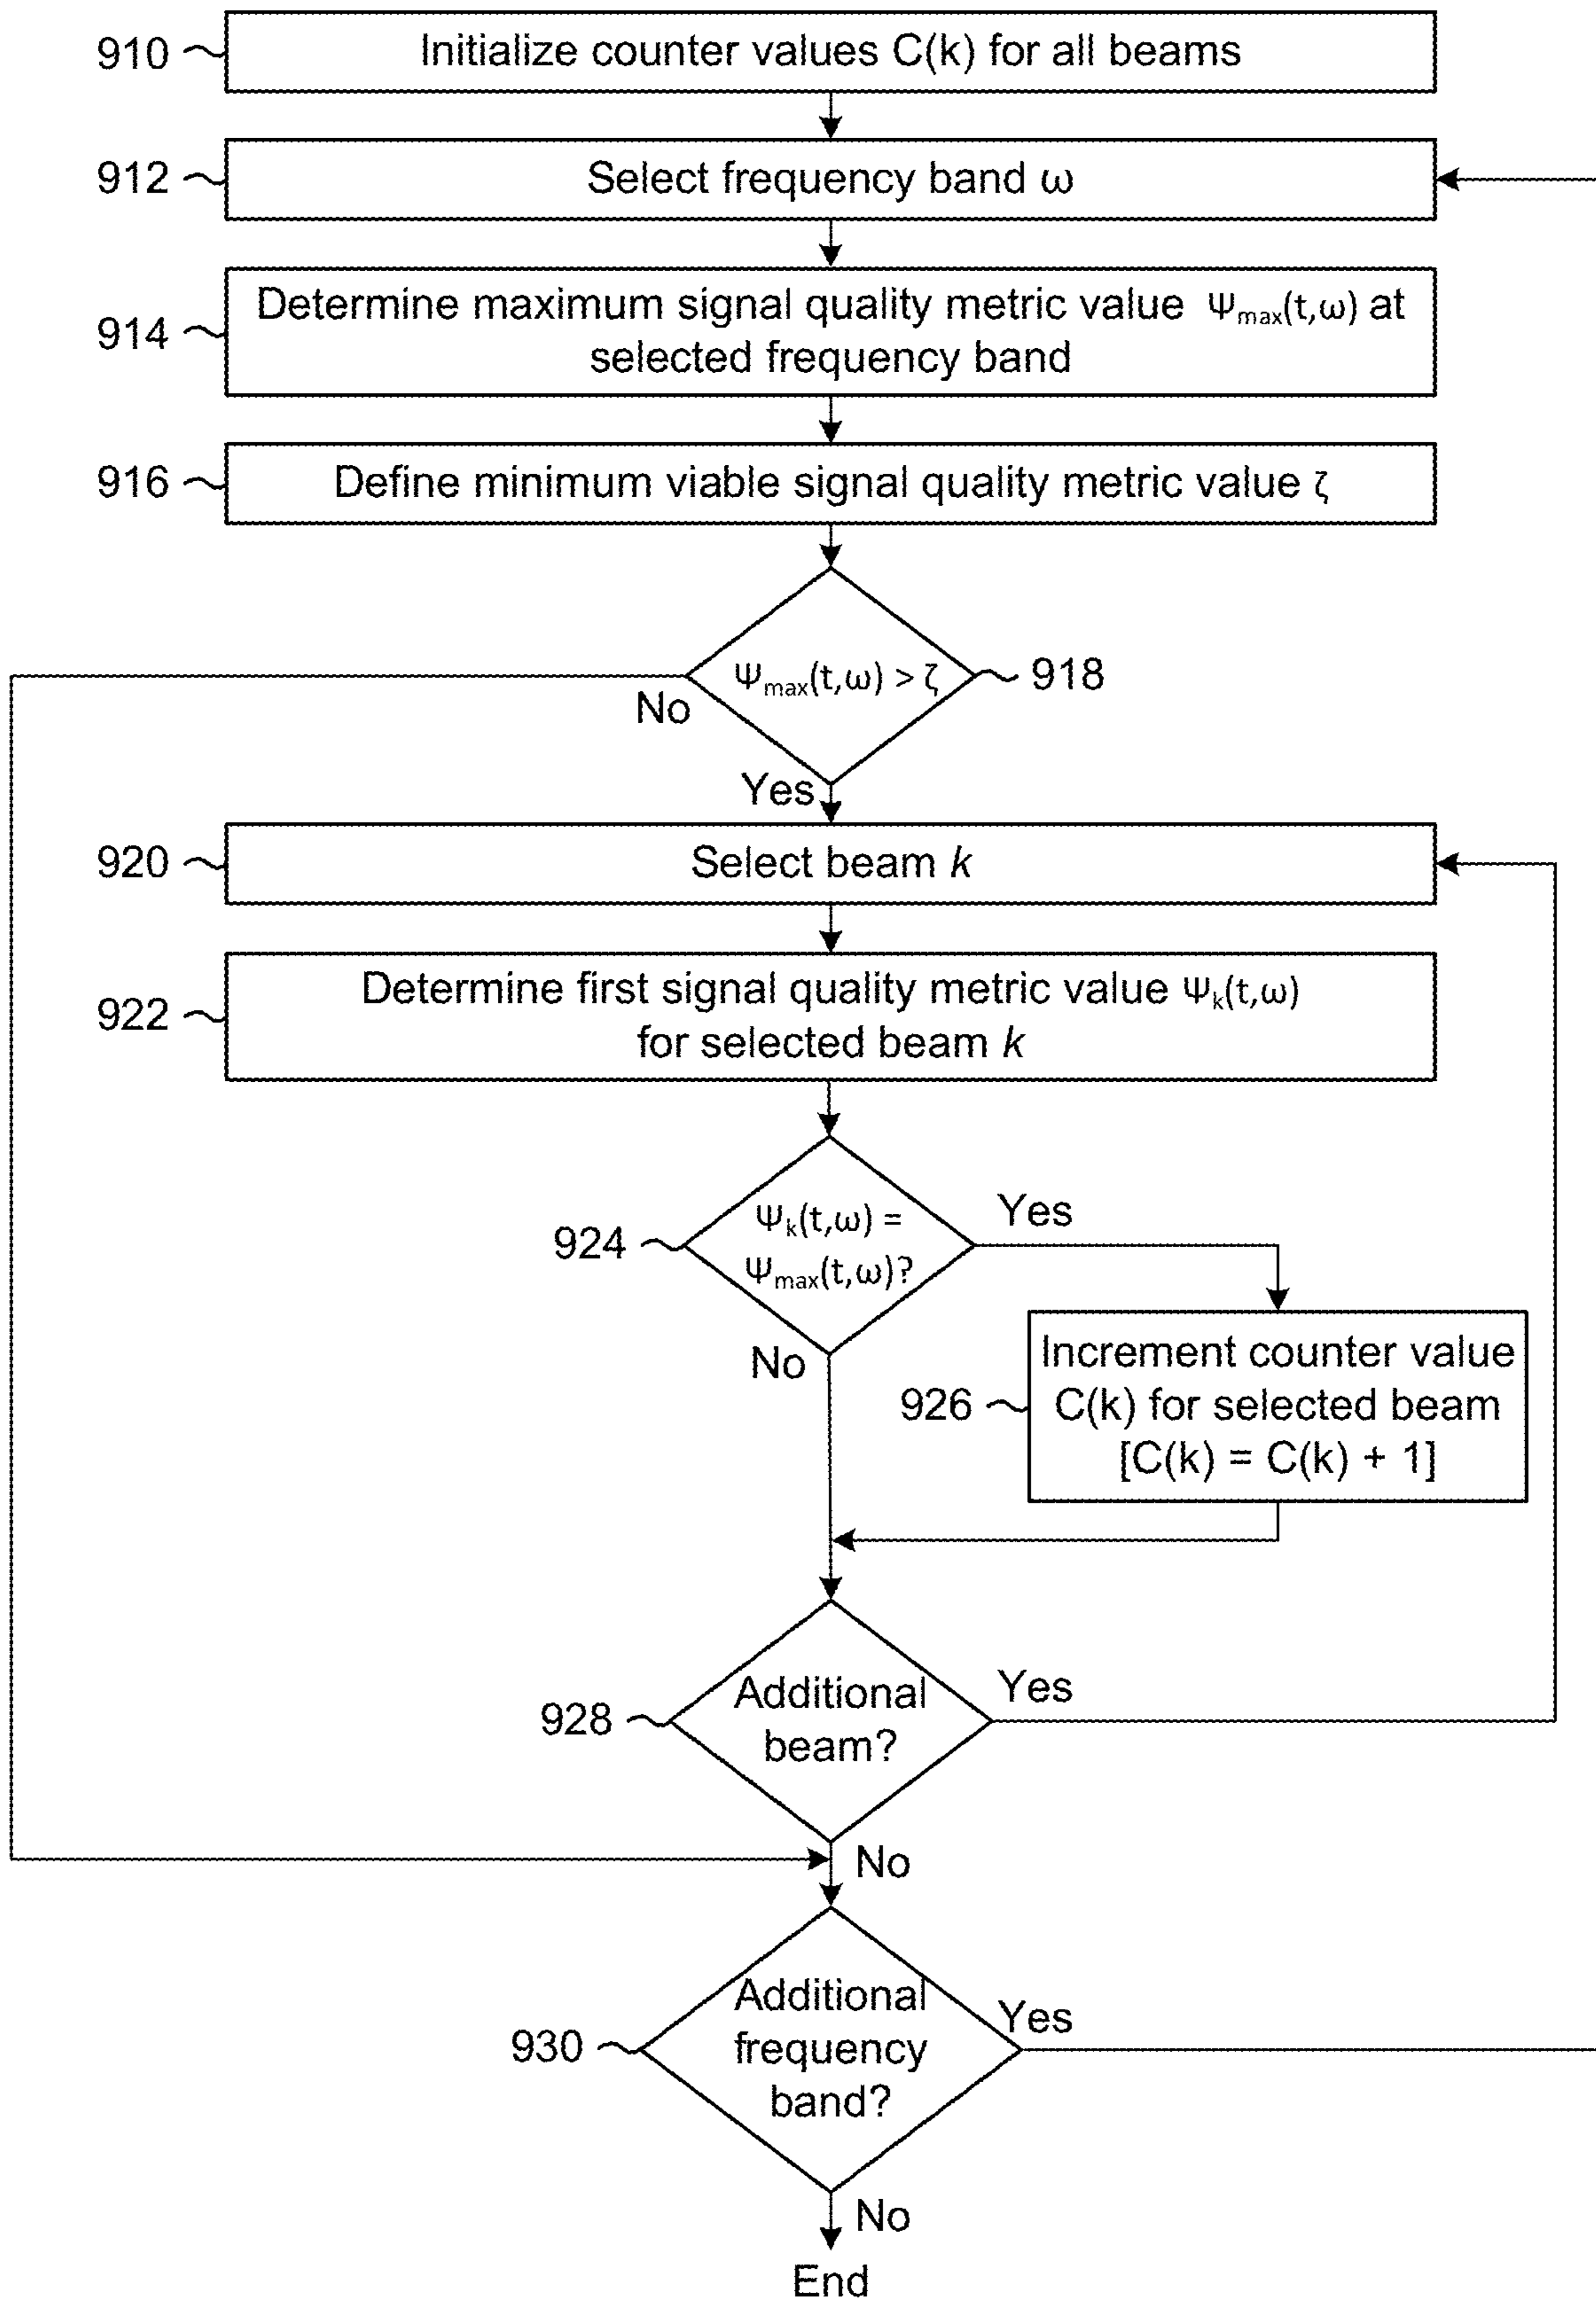 910
Initialize counter values C(k) for all beams
912
Select frequency band ω
914
Determine maximum signal quality metric value Ψmax(t,ω) at
selected frequency band
916
Define minimum viable signal quality metric value ζ
Ψmax(t,ω) > ζ
918
No
Yes
920
Select beam k
922
Determine first signal quality metric value Ψk(t,ω)
for selected beam k
924
Ψk(t,ω) =
Ψmax(t,ω)?
Yes
No
926
Increment counter value
C(k) for selected beam
[C(k) = C(k) + 1]
928
Additional
beam?
Yes
No
930
Additional
frequency
band?
Yes
No
End